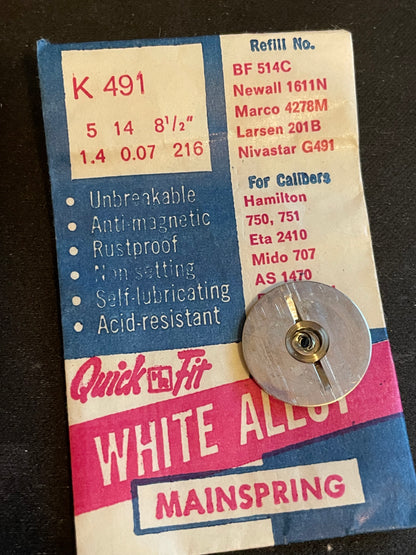 K 491
5 14 8½"
1.4 0.07 216
Refill No.
BF 514C
Newall 1611N
Marco 4278M
Larsen 201B
Nivastar G491
For Calibers
Hamilton
750, 751
Eta 2410
Mido 707
AS 1470
• Unbreakable
• Anti-magnetic
• Rustproof
• Non-setting
• Self-lubricating
• Acid-resistant
Quick Fit
WHITE ALLOY
MAINSPRING